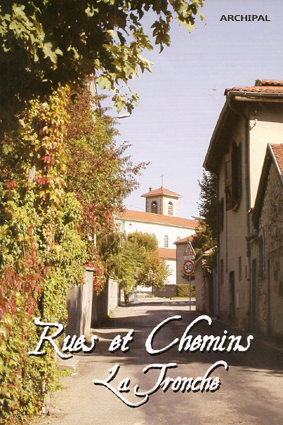 ARCHIPAL
Rues et Chemins
La Tronche